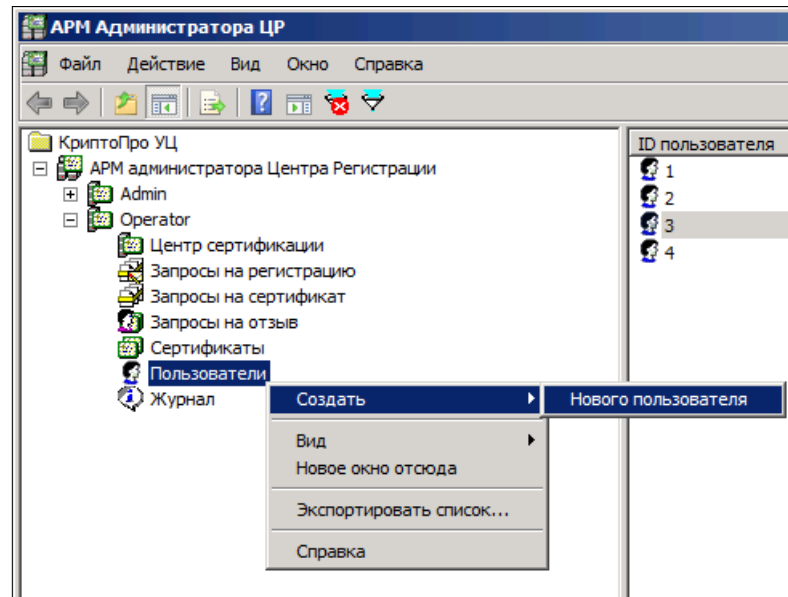 АРМ Администратора ЦР
Файл Действие Вид Окно Справка
КриптоПро УЦ
АРМ администратора Центра Регистрации
Admin
Operator
Центр сертификации
Запросы на регистрацию
Запросы на сертификат
Запросы на отзыв
Сертификаты
Пользователи
Журнал
ID пользователя
1
2
3
4
Создать
Нового пользователя
Вид
Новое окно отсюда
Экспортировать список...
Справка